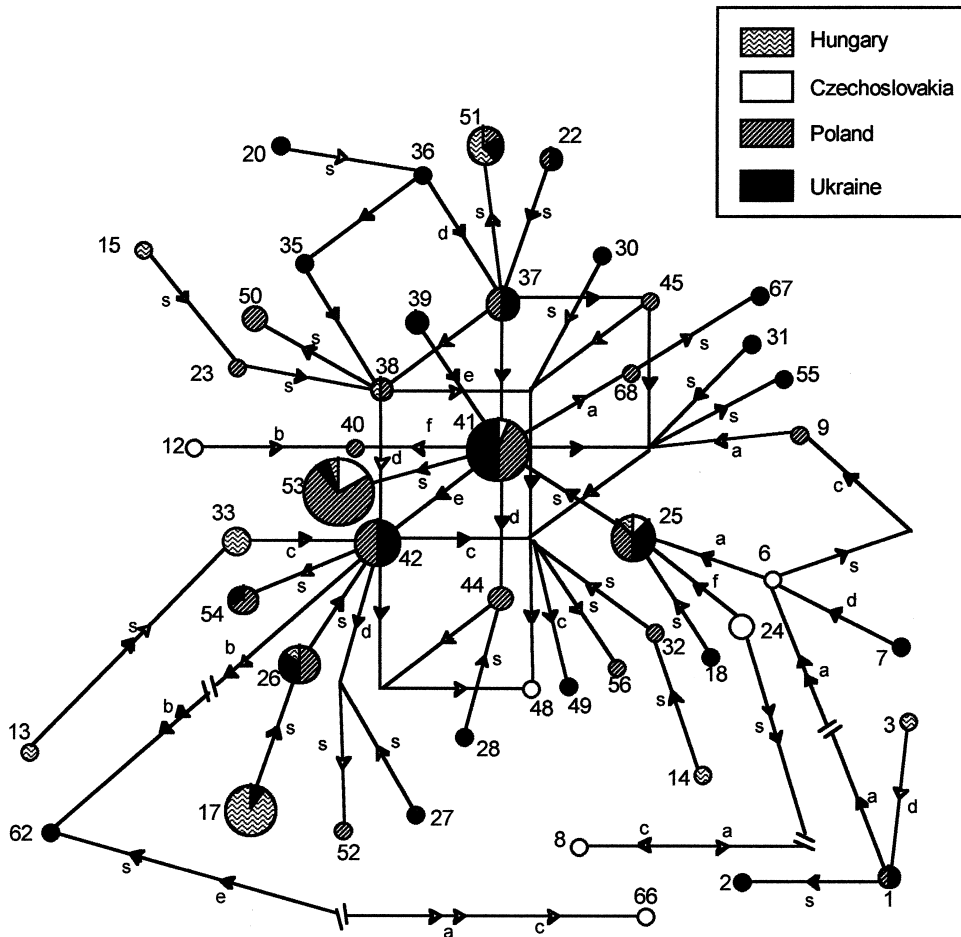 Hungary
Czechoslovakia
Poland
Ukraine
51
22
20
s
36
s
s
d
15
35
37
30
s
50
39
s
45
67
s
31
s
23
s
38
e
68
s
55
s
a
12
b
40
f
41
9
a
53
s
d
e
c
33
c
42
c
d
25
a
6
s
54
s
44
s
f
d
s
b
s
d
s
c
s
32
24
7
26
56
18
a
b
48
49
13
s
s
s
28
14
s
s
3
17
s
27
a
d
62
52
8
c
a
2
s
1
s
e
66
a
c